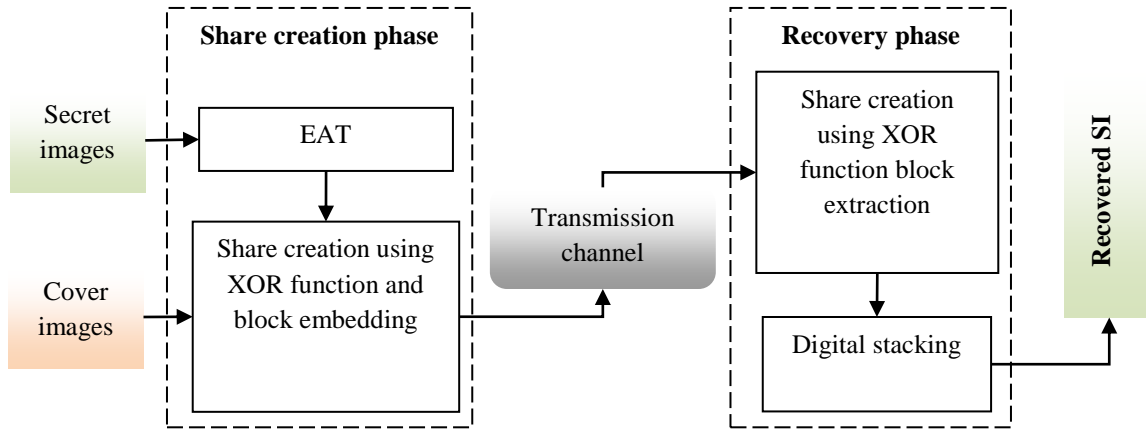 Share creation phase
Secret
images
EAT
Share creation using
XOR function and
block embedding
Cover
images
Transmission
channel
Recovery phase
Share creation
using XOR
function block
extraction
Digital stacking
Recovered SI